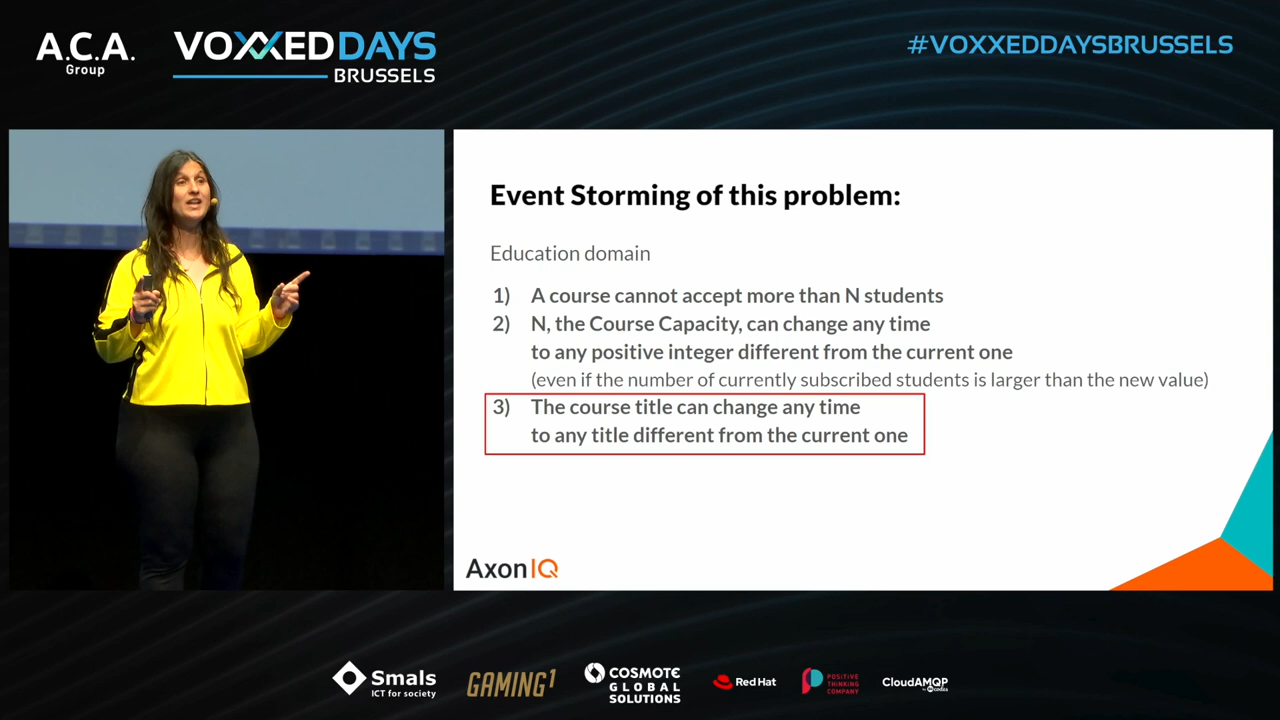 A.C.A.
Group
VOXXEDDAYS
BRUSSELS
#VOXXEDDAYSBRUSSELS
Event Storming of this problem:
Education domain
1) A course cannot accept more than N students
2) N, the Course Capacity, can change any time
to any positive integer different from the current one
(even if the number of currently subscribed students is larger than the new value)
3) The course title can change any time
to any title different from the current one
AxonIQ
Smals
ICT for society
GAMING1
COSMOTE
GLOBAL
SOLUTIONS
Red Hat
POSITIVE
THINKING
COMPANY
CloudAMQP